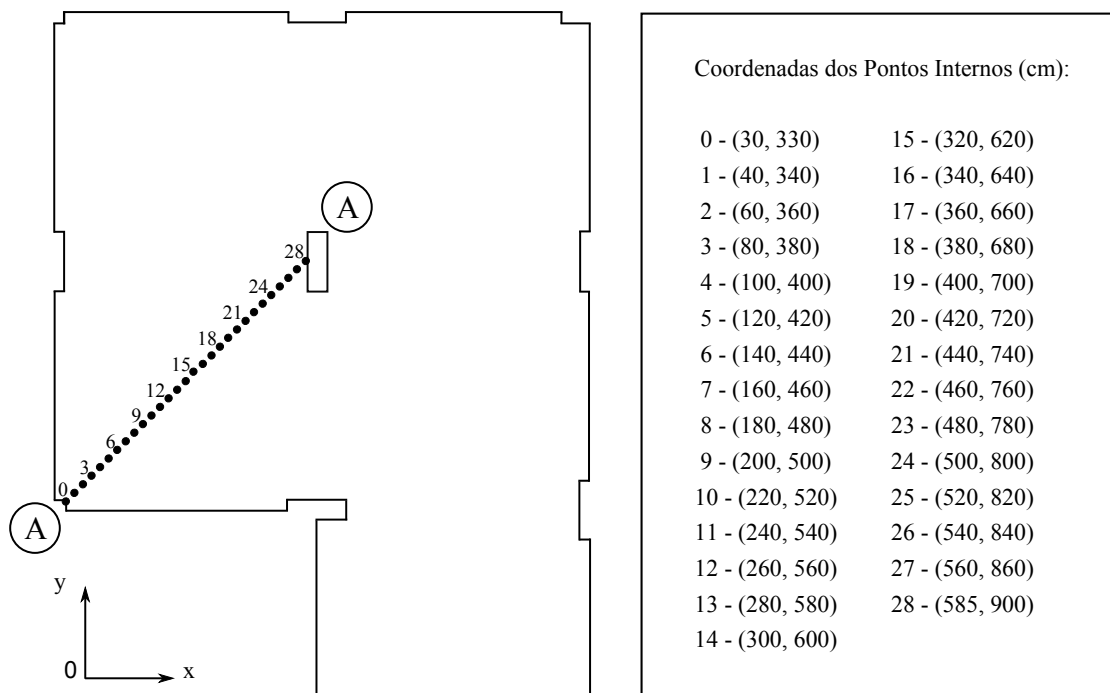 A
28
24
21
18
15
12
9
6
3
0
A
y
0
x
Coordenadas dos Pontos Internos (cm):
0 - (30, 330) 15 - (320, 620)
1 - (40, 340) 16 - (340, 640)
2 - (60, 360) 17 - (360, 660)
3 - (80, 380) 18 - (380, 680)
4 - (100, 400) 19 - (400, 700)
5 - (120, 420) 20 - (420, 720)
6 - (140, 440) 21 - (440, 740)
7 - (160, 460) 22 - (460, 760)
8 - (180, 480) 23 - (480, 780)
9 - (200, 500) 24 - (500, 800)
10 - (220, 520) 25 - (520, 820)
11 - (240, 540) 26 - (540, 840)
12 - (260, 560) 27 - (560, 860)
13 - (280, 580) 28 - (585, 900)
14 - (300, 600)